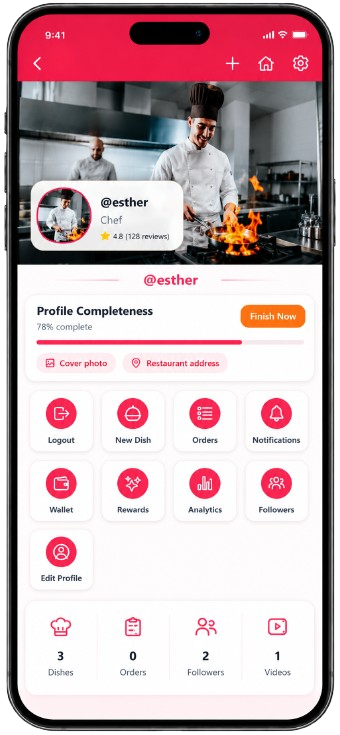 9:41
@esther
Chef
4.8 (128 reviews)
@esther
Profile Completeness
78% complete
Finish Now
Cover photo
Restaurant address
Logout
New Dish
Orders
Notifications
Wallet
Rewards
Analytics
Followers
Edit Profile
3
0
2
1
Dishes
Orders
Followers
Videos